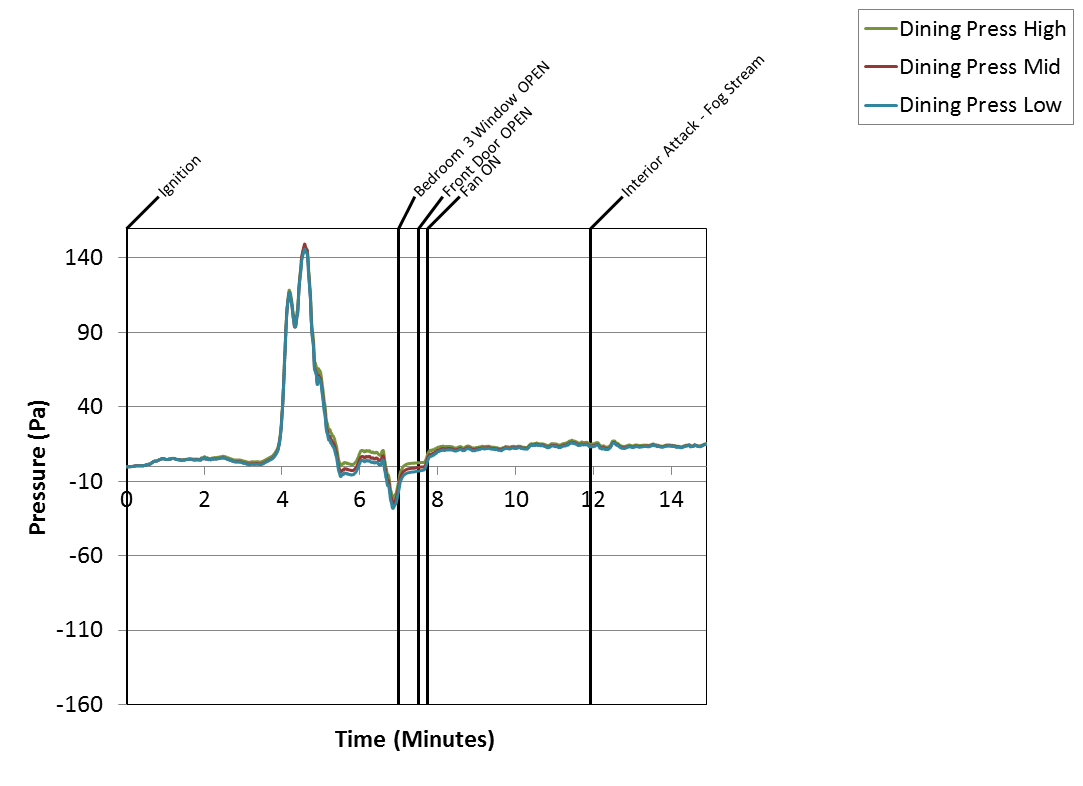 Dining Press High
Dining Press Mid
Dining Press Low
Ignition
Bedroom 3 Window OPEN
Front Door OPEN
Fan ON
Interior Attack - Fog Stream
Pressure (Pa)
140
90
40
-10
-60
-110
-160
0 2 4 6 8 10 12 14
Time (Minutes)